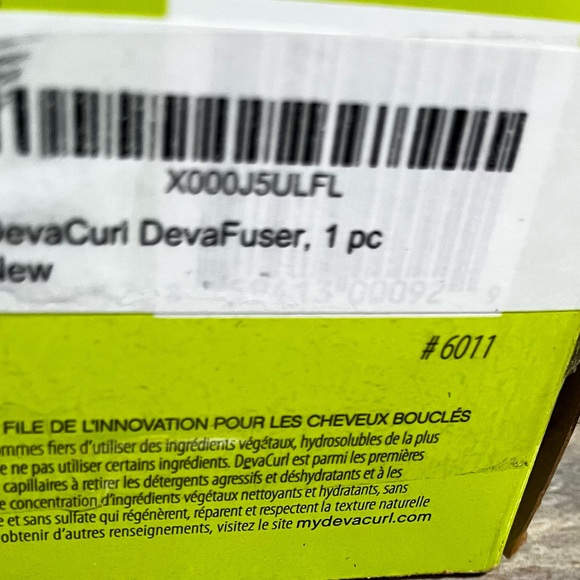 X000J5ULFL
DevaCurl DevaFuser, 1 pc
New
#6011
FILE DE L'INNOVATION POUR LES CHEVEUX BOUCLÉS
ommes fiers d'utiliser des ingrédients végétaux, hydrosolubles de la plus
e ne pas utiliser certains ingrédients. DevaCurl est parmi les premières
capillaires à retirer les détergents agressifs et déshydratants et à les
e concentration d'ingrédients végétaux nettoyants et hydratants, sans
e et sans sulfate qui régénèrent, réparent et respectent la texture naturelle
obtenir d'autres renseignements, visitez le site mydevacurl.com